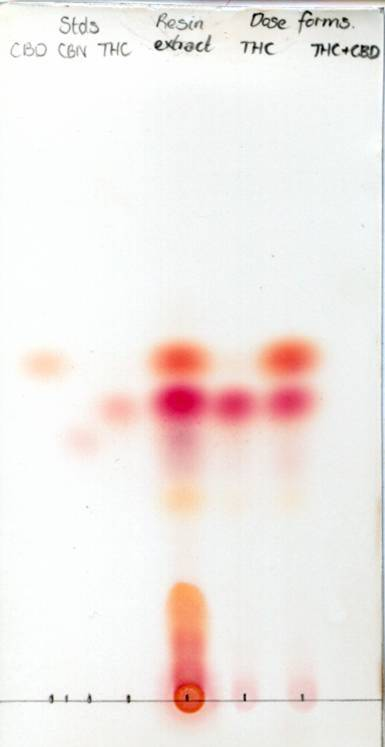 Stds Resin Dose forms.
CBD CBN THC extract THC THC+CBD